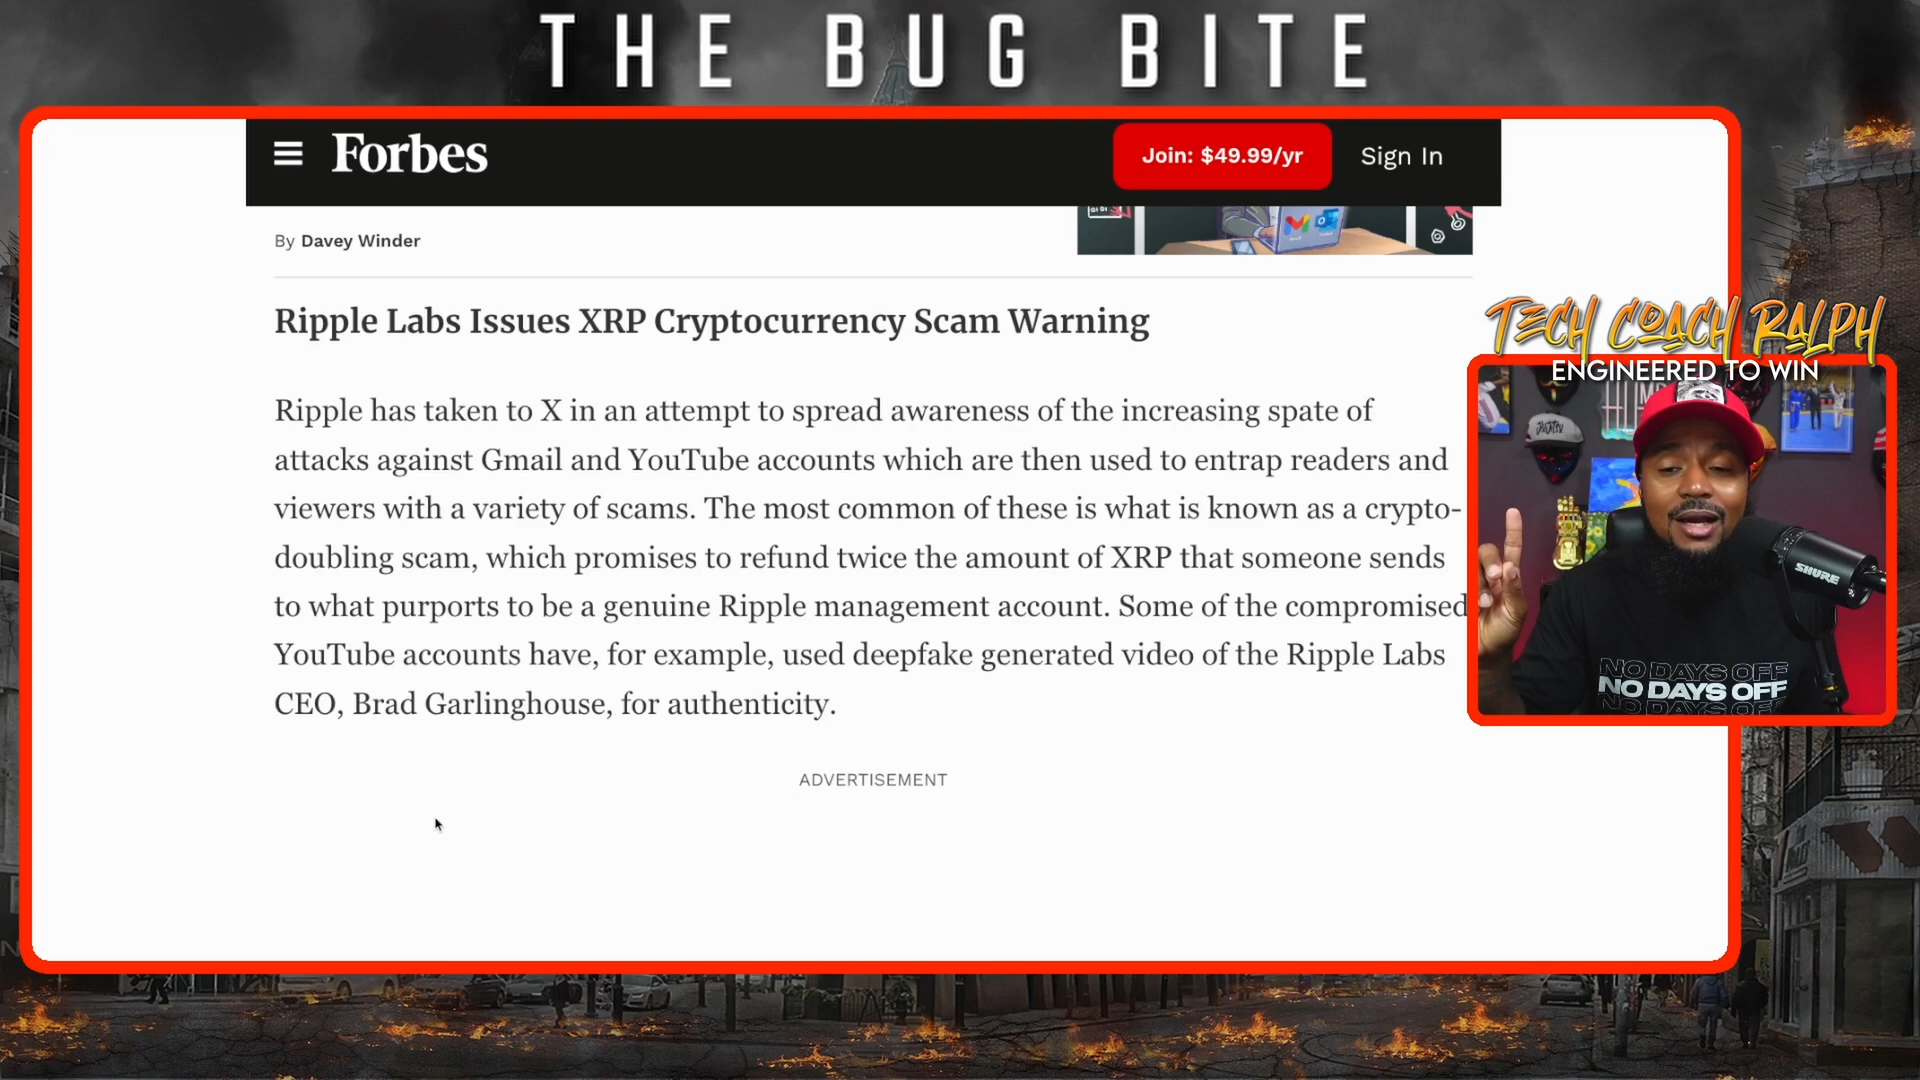 THE BUG BITE
Forbes
Join: $49.99/yr
Sign In
By Davey Winder
Ripple Labs Issues XRP Cryptocurrency Scam Warning
Ripple has taken to X in an attempt to spread awareness of the increasing spate of
attacks against Gmail and YouTube accounts which are then used to entrap readers and
viewers with a variety of scams. The most common of these is what is known as a crypto-
doubling scam, which promises to refund twice the amount of XRP that someone sends
to what purports to be a genuine Ripple management account. Some of the compromised
YouTube accounts have, for example, used deepfake generated video of the Ripple Labs
CEO, Brad Garlinghouse, for authenticity.
ADVERTISEMENT
TECH COACH RALPH
ENGINEERED TO WIN
SHURE
NO DAYS OFF
NO DAYS OFF
NO DAYS OFF